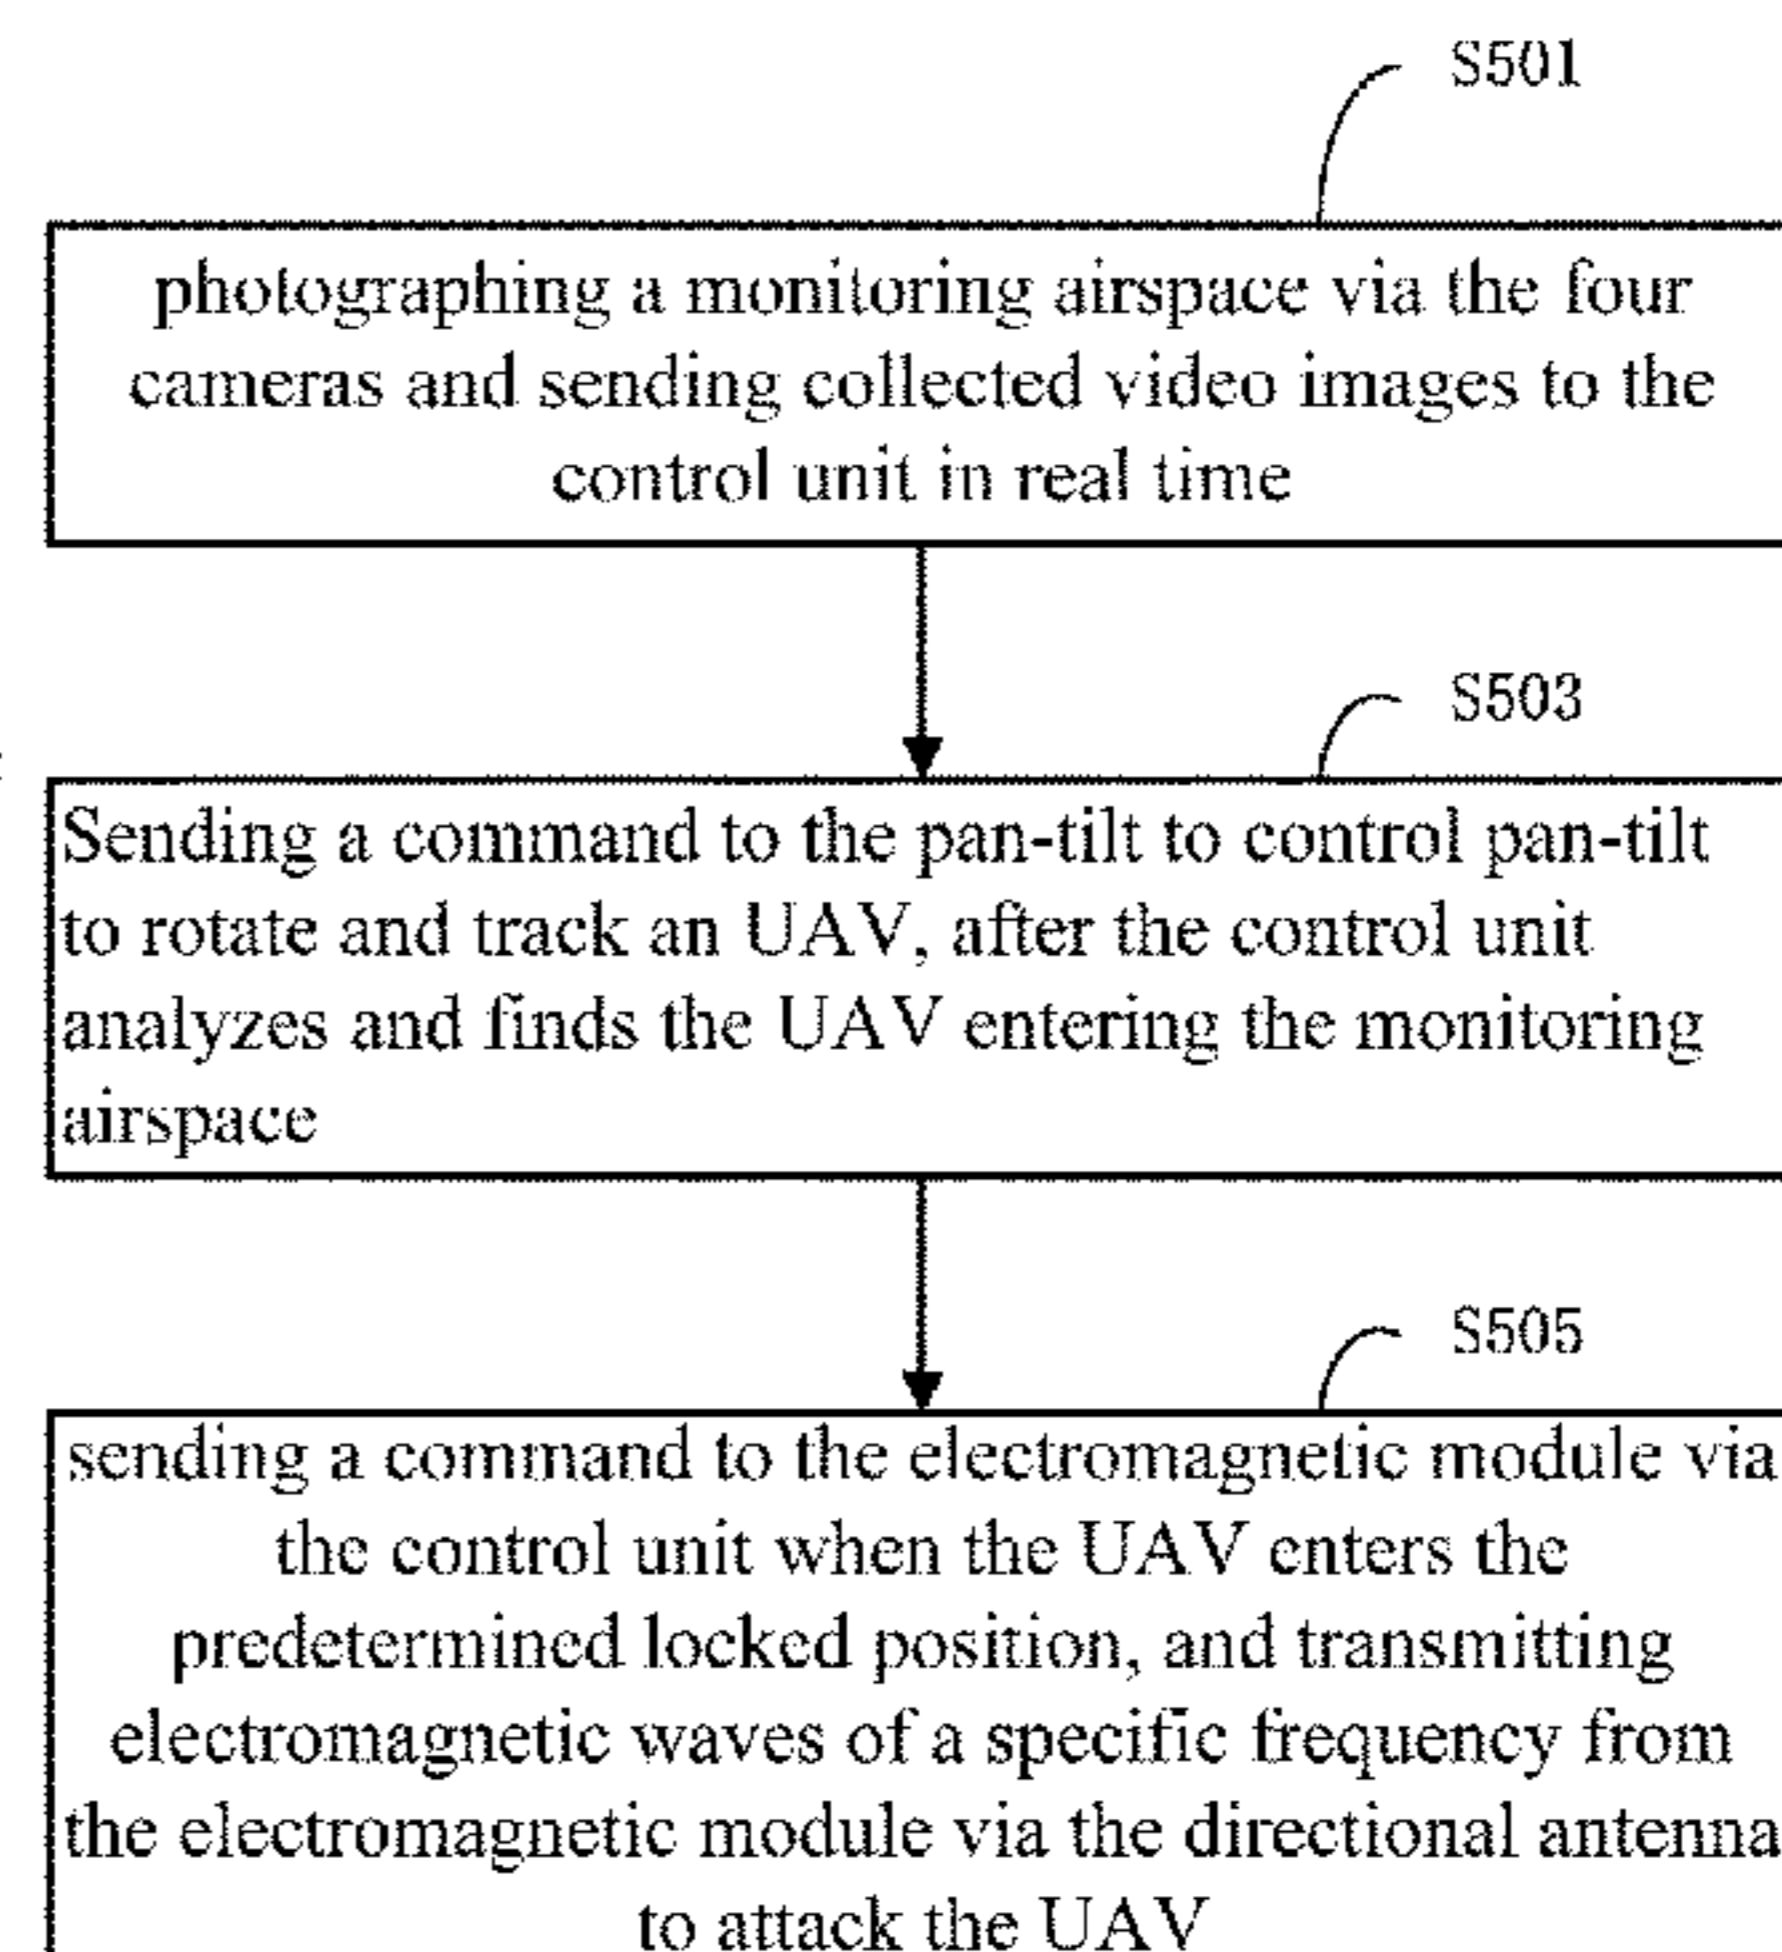 S501
photographing a monitoring airspace via the four
cameras and sending collected video images to the
control unit in real time
S503
Sending a command to the pan-tilt to control pan-tilt
to rotate and track an UAV, after the control unit
analyzes and finds the UAV entering the monitoring
airspace
S505
sending a command to the electromagnetic module via
the control unit when the UAV enters the
predetermined locked position, and transmitting
electromagnetic waves of a specific frequency from
the electromagnetic module via the directional antenna
to attack the UAV